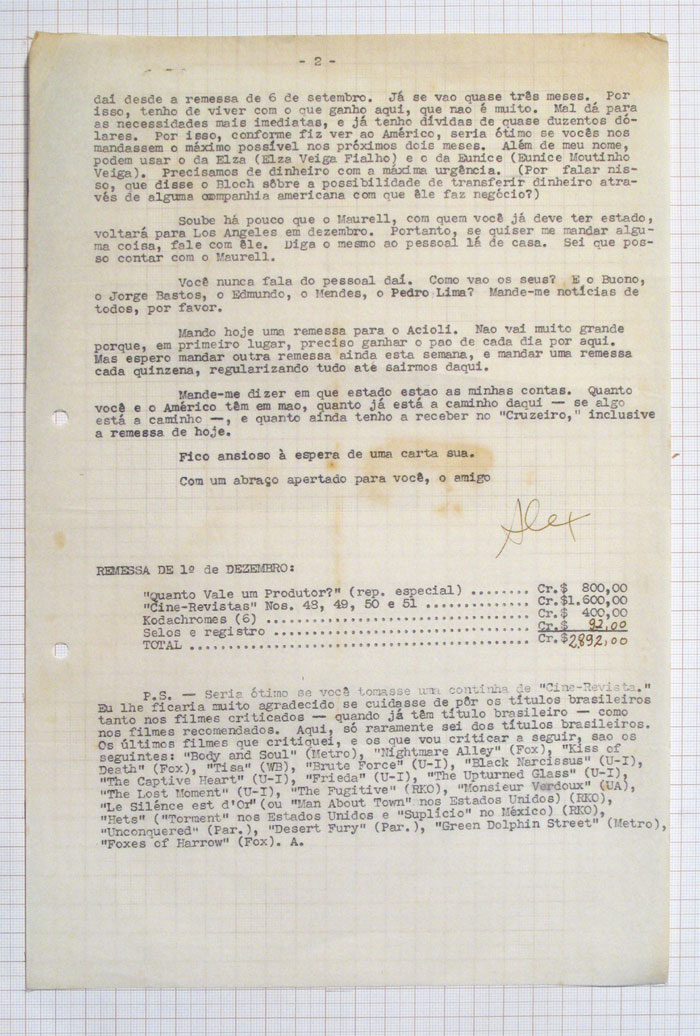 - 2 -
daí desde a remessa de 6 de setembro. Já se vao quase três meses. Por
isso, tenho de viver com o que ganho aqui, que nao é muito. Mal dá para
as necessidades mais imediatas, e já tenho dívidas de quase duzentos dó-
lares. Por isso, conforme fiz ver ao Américo, seria ótimo se vocês nos
mandassem o máximo possível nos próximos dois meses. Além de meu nome,
podem usar o da Elza (Elza Veiga Fialho) e o da Eunice (Eunice Moutinho
Veiga). Precisamos de dinheiro com a máxima urgência. (Por falar nis-
so, que disse o Bloch sôbre a possibilidade de transferir dinheiro atra-
vés de alguma companhia americana com que êle faz negócio?)
Soube há pouco que o Maurell, com quem você já deve ter estado,
voltará para Los Angeles em dezembro. Portanto, se quiser me mandar algu-
ma coisa, fale com êle. Diga o mesmo ao pessoal lá de casa. Sei que pos-
so contar com o Maurell.
Você nunca fala do pessoal daí. Como vao os seus? E o Buono,
o Jorge Bastos, o Edmundo, o Mendes, o Pedro Lima? Mande-me notícias de
todos, por favor.
Mando hoje uma remessa para o Acioli. Nao vai muito grande
porque, em primeiro lugar, preciso ganhar o pao de cada dia por aqui.
Mas espero mandar outra remessa ainda esta semana, e mandar uma remessa
cada quinzena, regularizando tudo até sairmos daqui.
Mande-me dizer em que estado estao as minhas contas. Quanto
você e o Américo têm em mao, quanto já está a caminho daqui — se algo
está a caminho —, e quanto ainda tenho a receber no "Cruzeiro," inclusive
a remessa de hoje.
Fico ansioso à espera de uma carta sua.
Com um abraço apertado para você, o amigo
Alex
REMESSA DE 1º de DEZEMBRO:
"Quanto Vale um Produtor?" (rep. especial) ........ Cr.$ 800,00
"Cine-Revistas" Nos. 48, 49, 50 e 51 .............. Cr.$1.600,00
Kodachromes (6) ................................... Cr.$ 400,00
Selos e registro .................................. Cr.$ 92,00
TOTAL ............................................. Cr.$2.892,00
P.S. — Seria ótimo se você tomasse uma continha de "Cine-Revista."
Eu lhe ficaria muito agradecido se cuidasse de pôr os títulos brasileiros
tanto nos filmes criticados — quando já têm título brasileiro — como
nos filmes recomendados. Aqui, só raramente sei dos títulos brasileiros.
Os últimos filmes que critiquei, e os que vou criticar a seguir, sao os
seguintes: "Body and Soul" (Metro), "Nightmare Alley" (Fox), "Kiss of
Death" (Fox), "Tisa" (WB), "Brute Force" (U-I), "Black Narcissus" (U-I),
"The Captive Heart" (U-I), "Frieda" (U-I), "The Upturned Glass" (U-I),
"The Lost Moment" (U-I), "The Fugitive" (RKO), "Monsieur Verdoux" (UA),
"Le Silénce est d'Or" (ou "Man About Town" nos Estados Unidos) (RKO),
"Hets" ("Torment" nos Estados Unidos e "Suplício" no México) (RKO),
"Unconquered" (Par.), "Desert Fury" (Par.), "Green Dolphin Street" (Metro),
"Foxes of Harrow" (Fox). A.